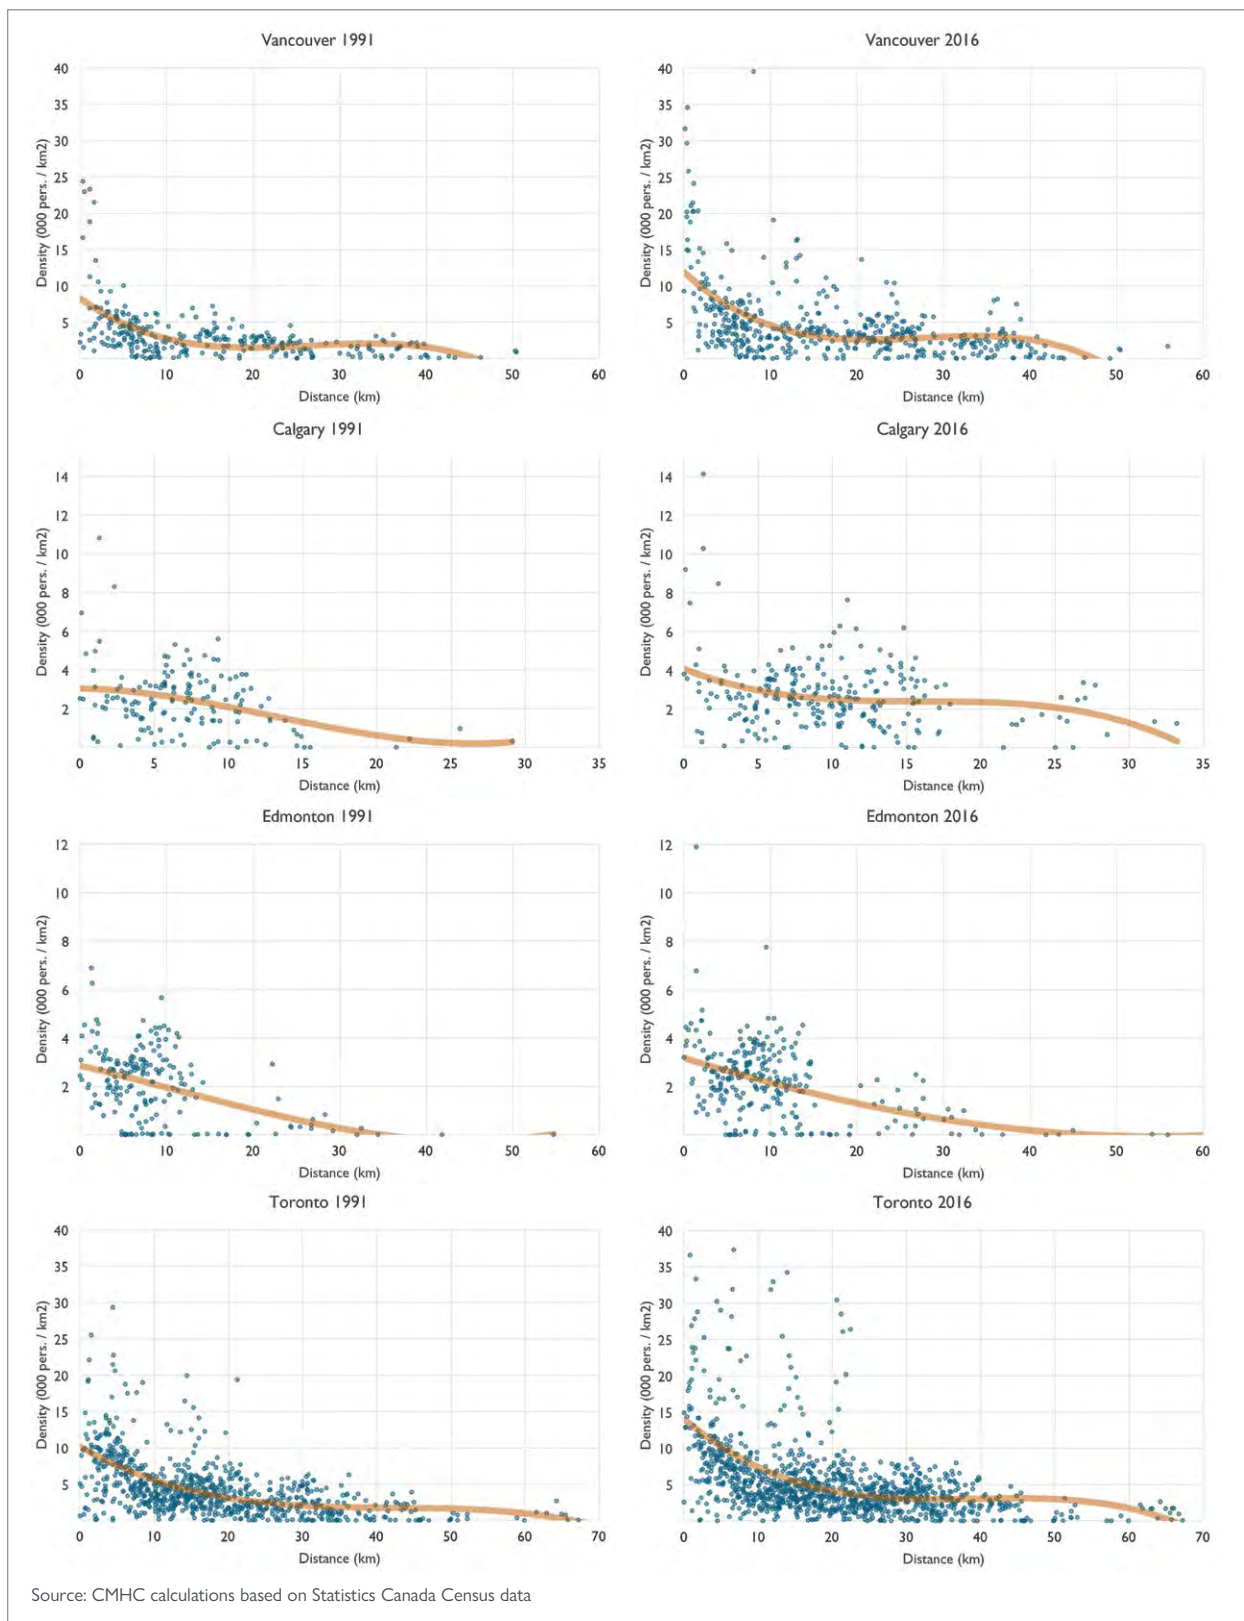 Vancouver 1991
Density (000 pers. / km2)
40
35
30
25
20
15
10
5
0 10 20 30 40 50 60
Distance (km)
Vancouver 2016
Density (000 pers. / km2)
40
35
30
25
20
15
10
5
0 10 20 30 40 50 60
Distance (km)
Calgary 1991
Density (000 pers. / km2)
14
12
10
8
6
4
2
0 5 10 15 20 25 30 35
Distance (km)
Calgary 2016
Density (000 pers. / km2)
14
12
10
8
6
4
2
0 5 10 15 20 25 30 35
Distance (km)
Edmonton 1991
Density (000 pers. / km2)
12
10
8
6
4
2
0 10 20 30 40 50 60
Distance (km)
Edmonton 2016
Density (000 pers. / km2)
12
10
8
6
4
2
0 10 20 30 40 50 60
Distance (km)
Toronto 1991
Density (000 pers. / km2)
40
35
30
25
20
15
10
5
0 10 20 30 40 50 60 70
Distance (km)
Toronto 2016
Density (000 pers. / km2)
40
35
30
25
20
15
10
5
0 10 20 30 40 50 60 70
Distance (km)
Source: CMHC calculations based on Statistics Canada Census data